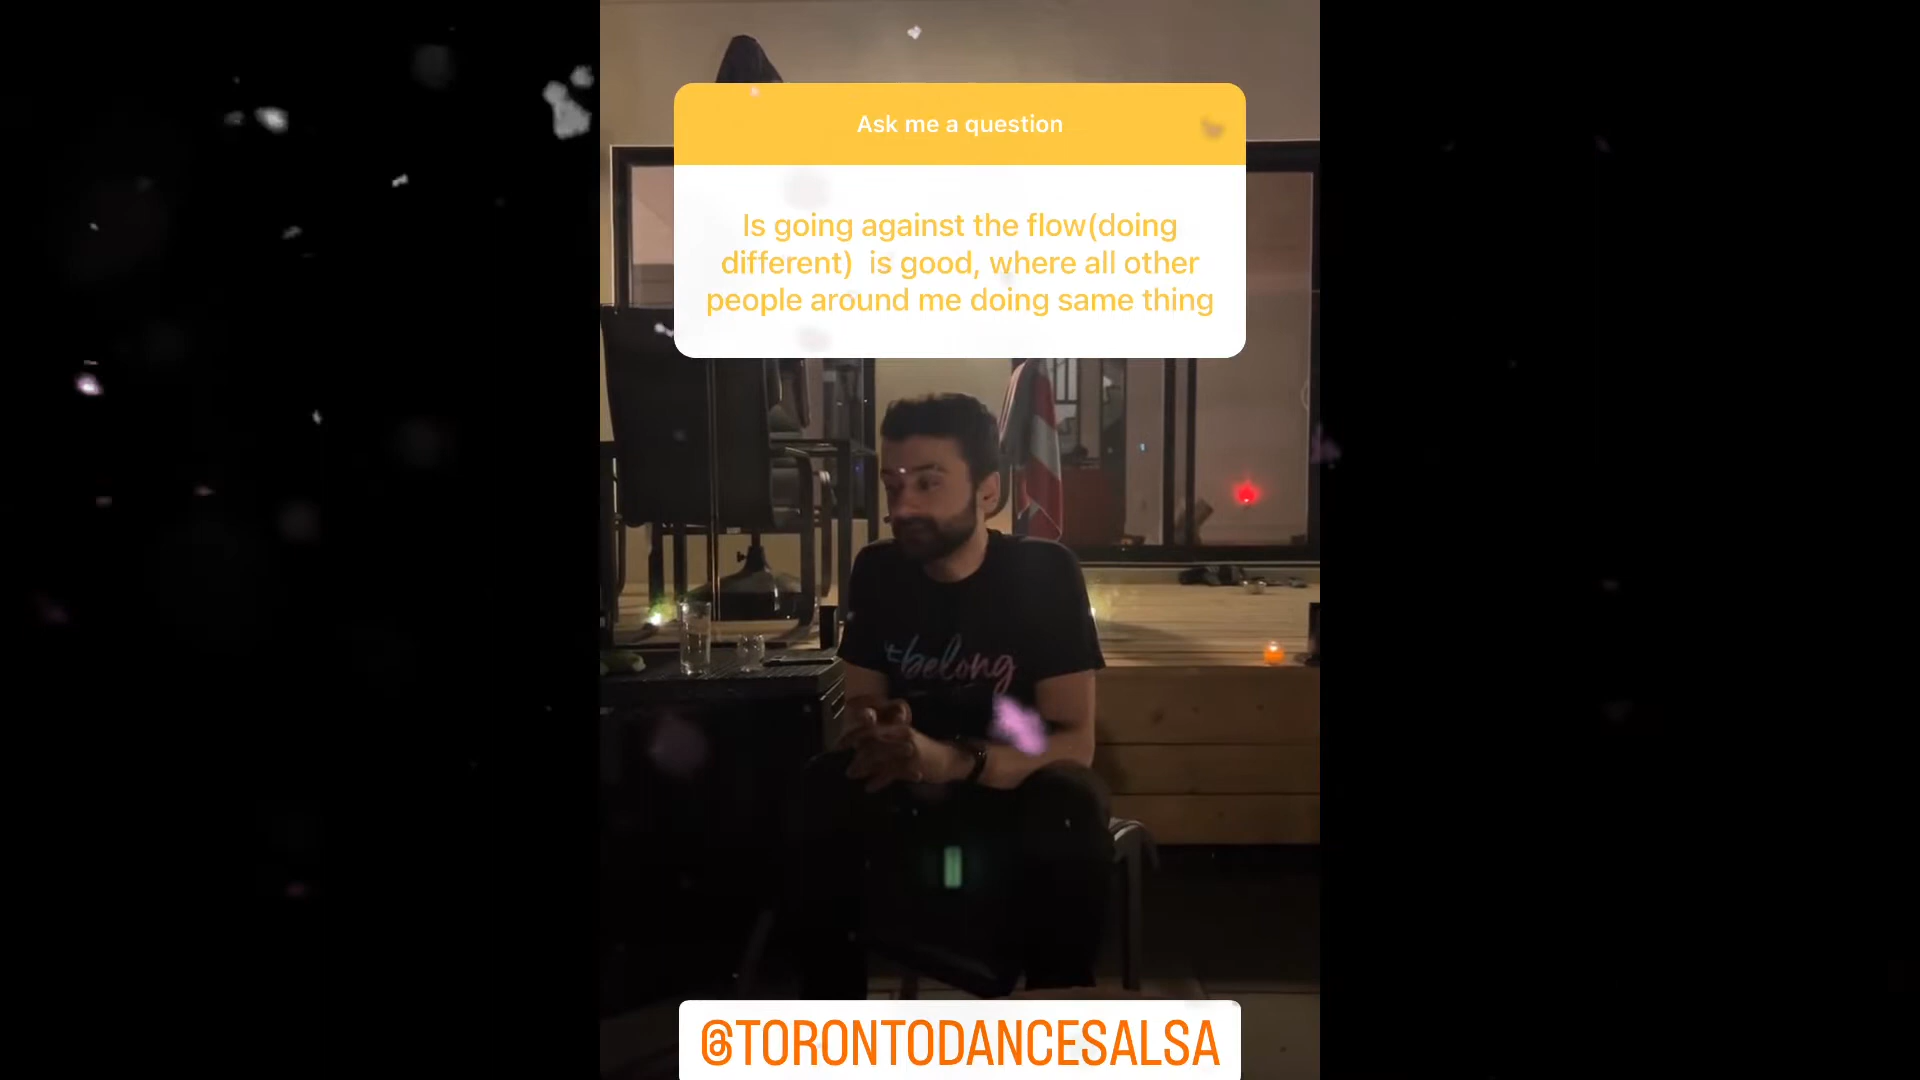 Ask me a question
Is going against the flow(doing
different)  is good, where all other
people around me doing same thing
belong
@TORONTODANCESALSA